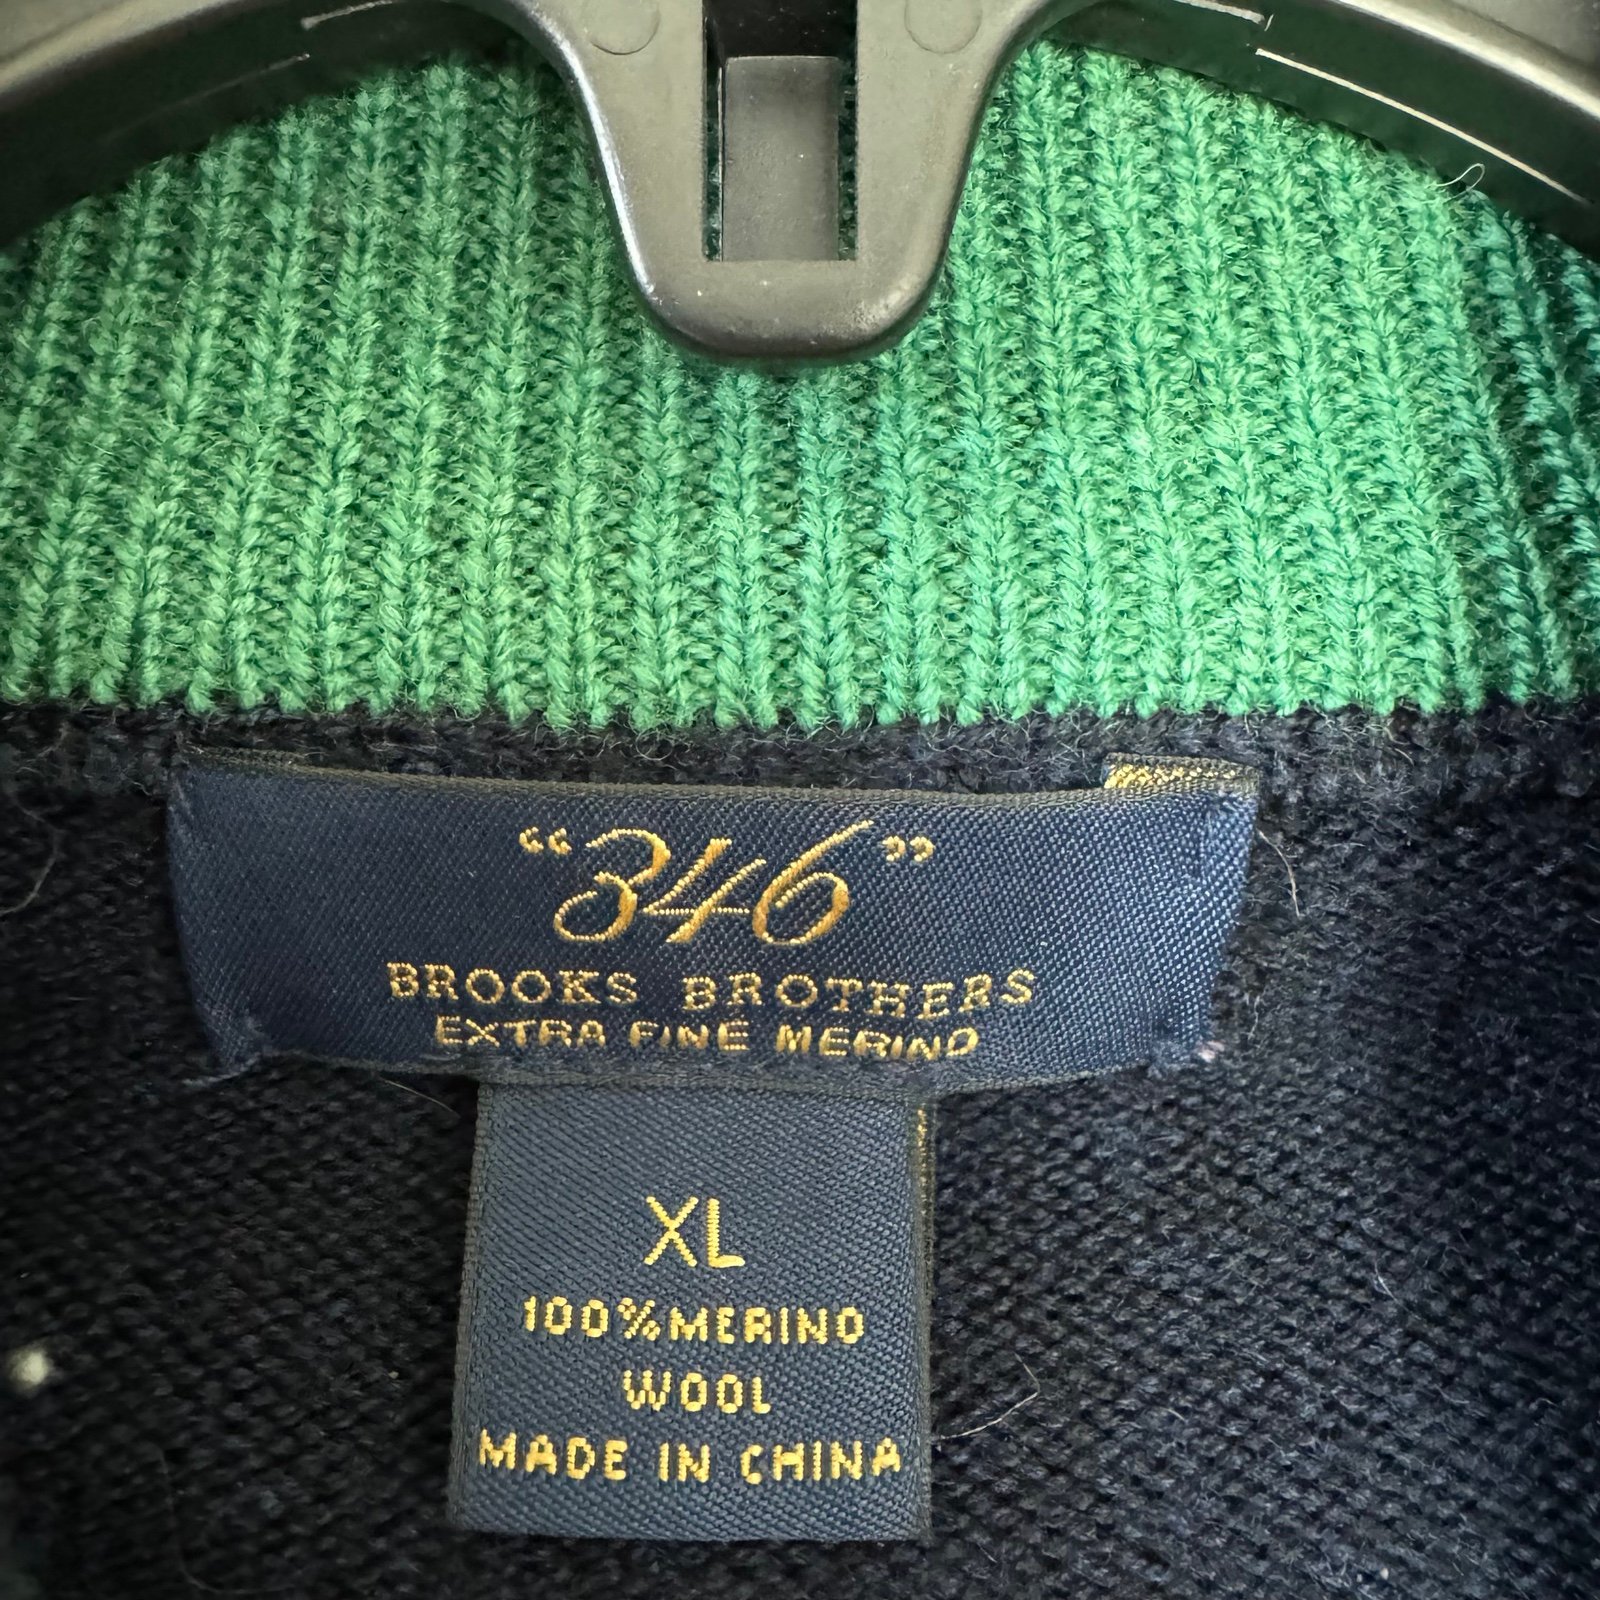 “346”
BROOKS BROTHERS
EXTRA FINE MERINO
XL
100% MERINO
WOOL
MADE IN CHINA